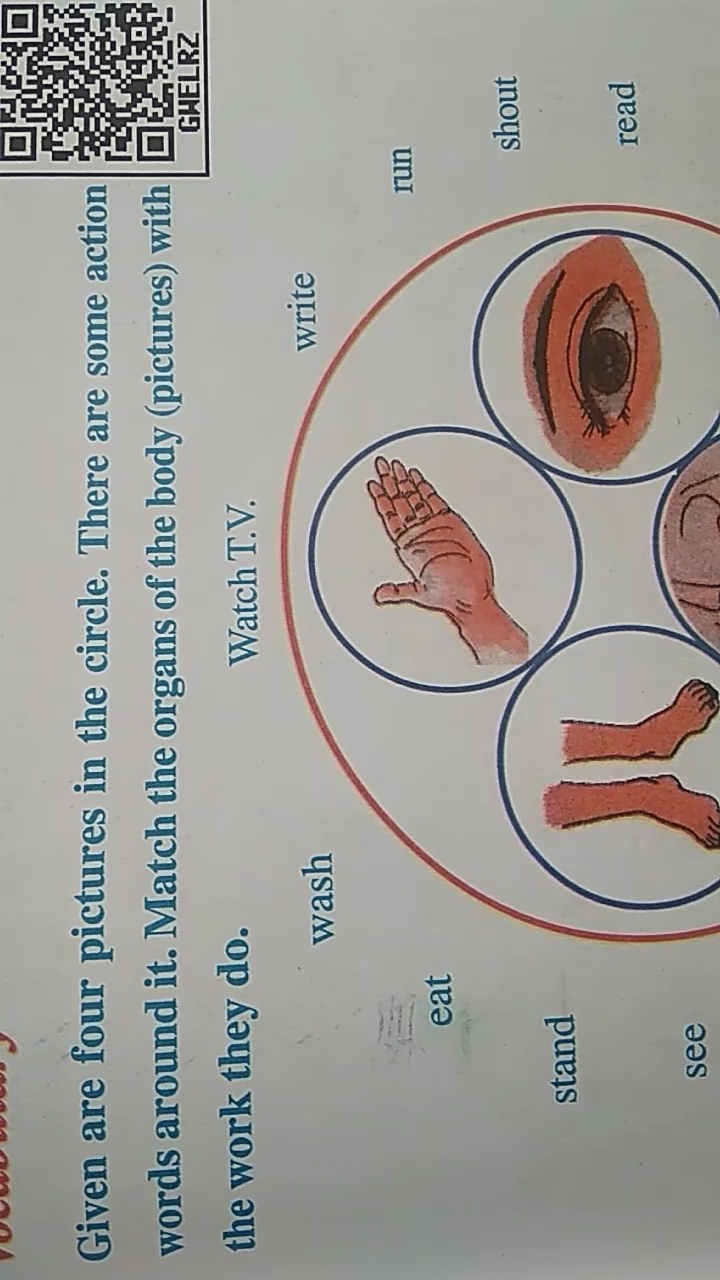 GWELRZ
Given are four pictures in the circle. There are some action
words around it. Match the organs of the body (pictures) with
the work they do.
Watch T.V.
wash
write
eat
run
stand
shout
see
read